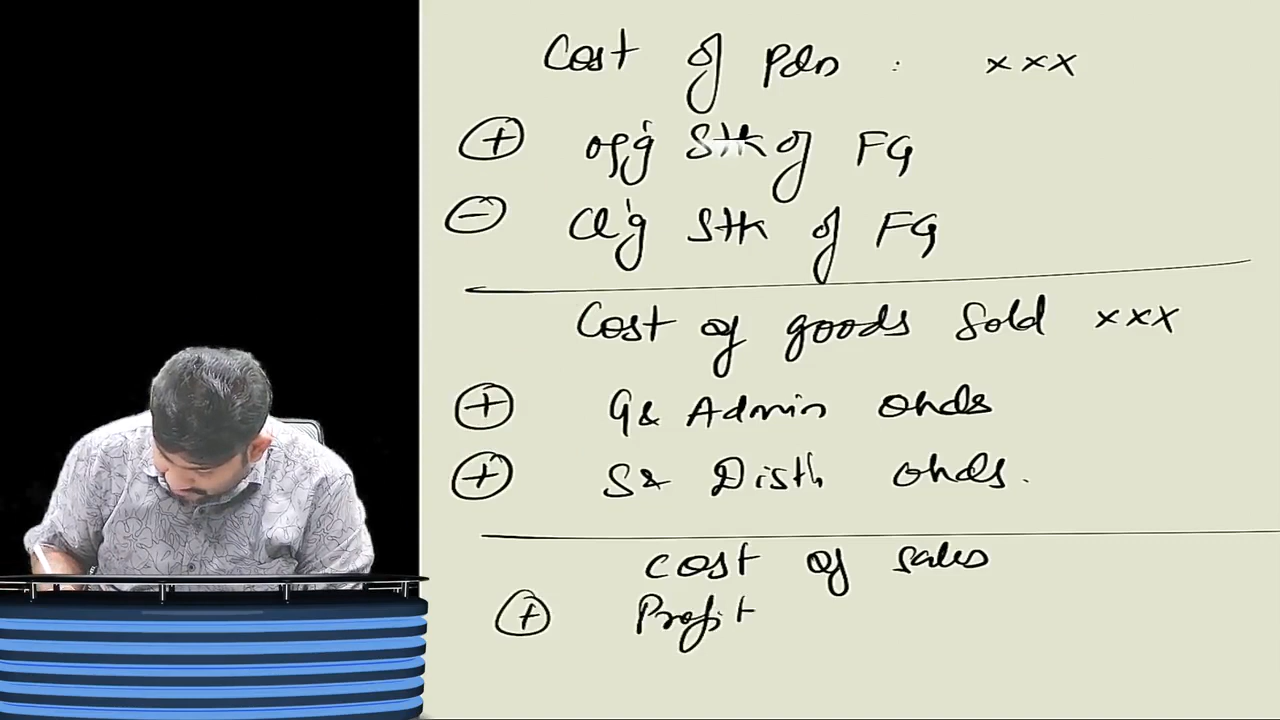 Cost of Pdn : xxx
⊕ opg' Stk of FG
⊖ Cl'g Stk of FG
Cost of goods Sold xxx
⊕ G& Admin ohds
⊕ S& Distb ohds.
Cost of sales
⊕ Profit